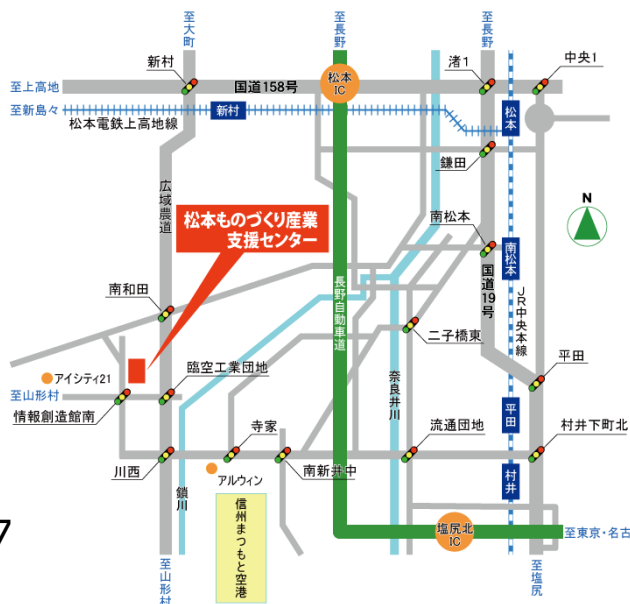 至大町
至長野
至長野
新村
渚1
中央1
至上高地
国道158号
松本
IC
至新島々
新村
松本
松本電鉄上高地線
鎌田
広域農道
松本ものづくり産業
支援センター
N
南松本
南松本
国道19号
JR中央本線
南和田
長野自動車道
二子橋東
アイシティ21
臨空工業団地
奈良井川
平田
至山形村
情報創造館南
平田
寺家
流通団地
村井下町北
川西
アルウィン
南新井中
村井
鎖川
信州まつもと空港
7
塩尻北
IC
至東京・名古
至山形村
至塩尻